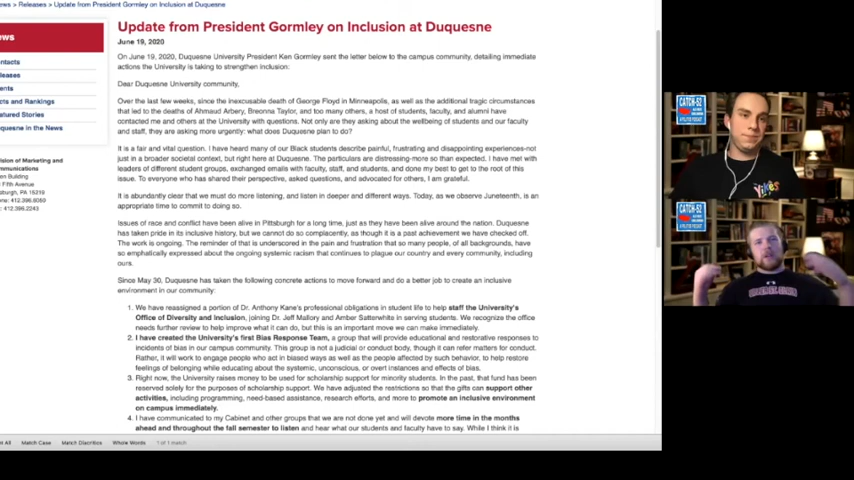 ws > Releases > Update from President Gormley on Inclusion at Duquesne
ews
ontacts
eleases
ents
cts and Rankings
atured Stories
quesne in the News
vision of Marketing and
mmunications
en Building
Fifth Avenue
sburgh, PA 15219
ne: 412.396.6050
412.396.2243
Update from President Gormley on Inclusion at Duquesne
June 19, 2020
On June 19, 2020, Duquesne University President Ken Gormley sent the letter below to the campus community, detailing immediate
actions the University is taking to strengthen inclusion:
Dear Duquesne University community,
Over the last few weeks, since the inexcusable death of George Floyd in Minneapolis, as well as the additional tragic circumstances
that led to the deaths of Ahmaud Arbery, Breonna Taylor, and too many others, a host of students, faculty, and alumni have
contacted me and others at the University with questions. Not only are they asking about the wellbeing of students and our faculty
and staff, they are asking more urgently: what does Duquesne plan to do?
It is a fair and vital question. I have heard many of our Black students describe painful, frustrating and disappointing experiences-not
just in a broader societal context, but right here at Duquesne. The particulars are distressing-more so than expected. I have met with
leaders of different student groups, exchanged emails with faculty, staff, and students, and done my best to get to the root of this
issue. To everyone who has shared their perspective, asked questions, and advocated for others, I am grateful.
It is abundantly clear that we must do more listening, and listen in deeper and different ways. Today, as we observe Juneteenth, is an
appropriate time to commit to doing so.
Issues of race and conflict have been alive in Pittsburgh for a long time, just as they have been alive around the nation. Duquesne
has taken pride in its inclusive history, but we cannot do so complacently, as though it is a past achievement we have checked off.
The work is ongoing. The reminder of that is underscored in the pain and frustration that so many people, of all backgrounds, have
so emphatically expressed about the ongoing systemic racism that continues to plague our country and every community, including
ours.
Since May 30, Duquesne has taken the following concrete actions to move forward and do a better job to create an inclusive
environment in our community:
1. We have reassigned a portion of Dr. Anthony Kane's professional obligations in student life to help staff the University's
Office of Diversity and Inclusion, joining Dr. Jeff Mallory and Amber Satterwhite in serving students. We recognize the office
needs further review to help improve what it can do, but this is an important move we can make immediately.
2. I have created the University's first Bias Response Team, a group that will provide educational and restorative responses to
incidents of bias in our campus community. This group is not a judicial or conduct body, though it can refer matters for conduct.
Rather, it will work to engage people who act in biased ways as well as the people affected by such behavior, to help restore
feelings of belonging while educating about the systemic, unconscious, or overt instances and effects of bias.
3. Right now, the University raises money to be used for scholarship support for minority students. In the past, that fund has been
reserved solely for the purposes of scholarship support. We have adjusted the restrictions so that the gifts can support other
activities, including programming, need-based assistance, research efforts, and more to promote an inclusive environment
on campus immediately.
4. I have communicated to my Cabinet and other groups that we are not done yet and will devote more time in the months
ahead and throughout the fall semester to listen and hear what our students and faculty have to say. While I think it is
All Match Case Match Diacritics Whole Words 1 of 1 match
CATCH-52
Yikes
CATCH-52